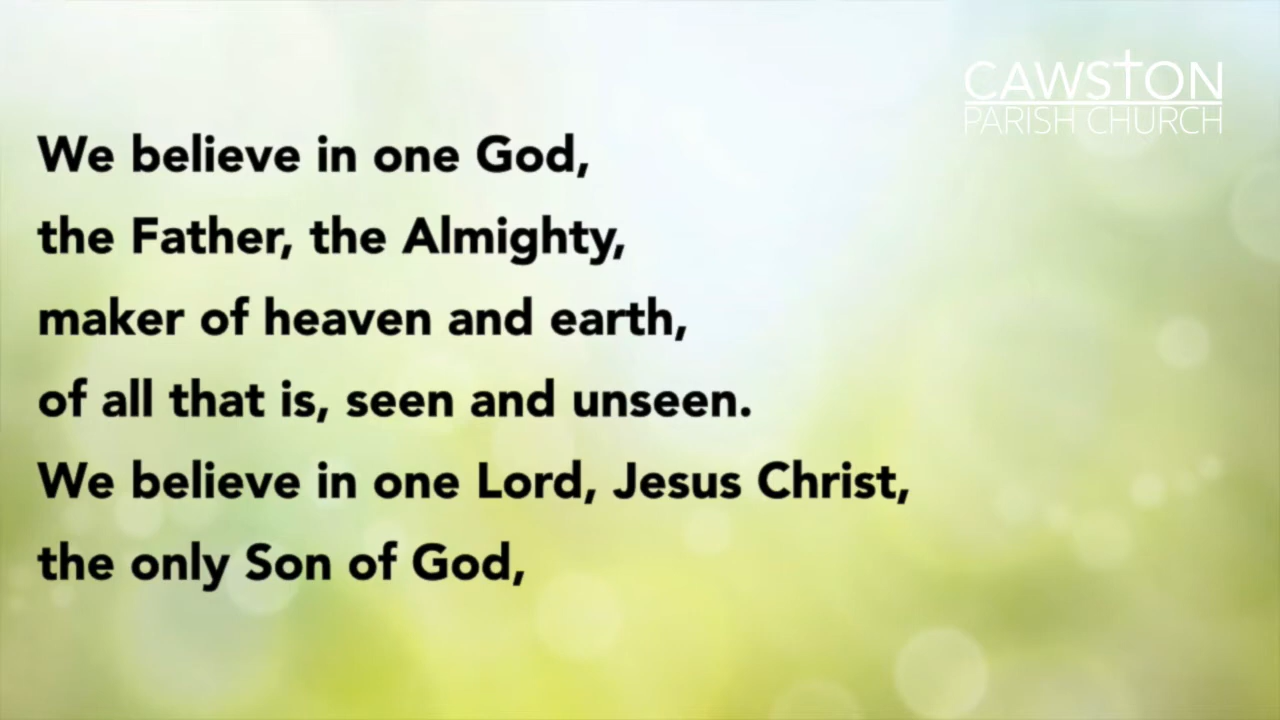 CAWSTON
PARISH CHURCH
We believe in one God,
the Father, the Almighty,
maker of heaven and earth,
of all that is, seen and unseen.
We believe in one Lord, Jesus Christ,
the only Son of God,